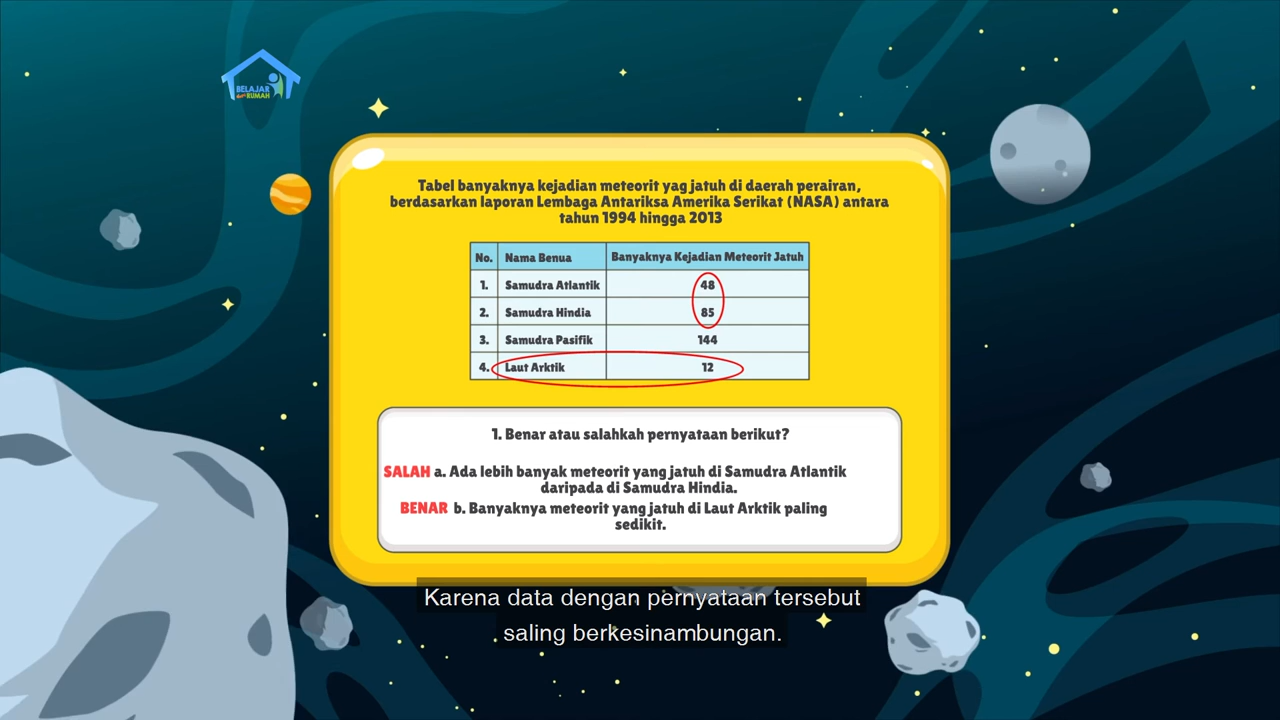 BELAJAR
dari RUMAH
Tabel banyaknya kejadian meteorit yag jatuh di daerah perairan,
berdasarkan laporan Lembaga Antariksa Amerika Serikat (NASA) antara
tahun 1994 hingga 2013
No. Nama Benua Banyaknya Kejadian Meteorit Jatuh
1. Samudra Atlantik 48
2. Samudra Hindia 85
3. Samudra Pasifik 144
4. Laut Arktik 12
1. Benar atau salahkah pernyataan berikut?
SALAH a. Ada lebih banyak meteorit yang jatuh di Samudra Atlantik
daripada di Samudra Hindia.
BENAR b. Banyaknya meteorit yang jatuh di Laut Arktik paling
sedikit.
Karena data dengan pernyataan tersebut
saling berkesinambungan.